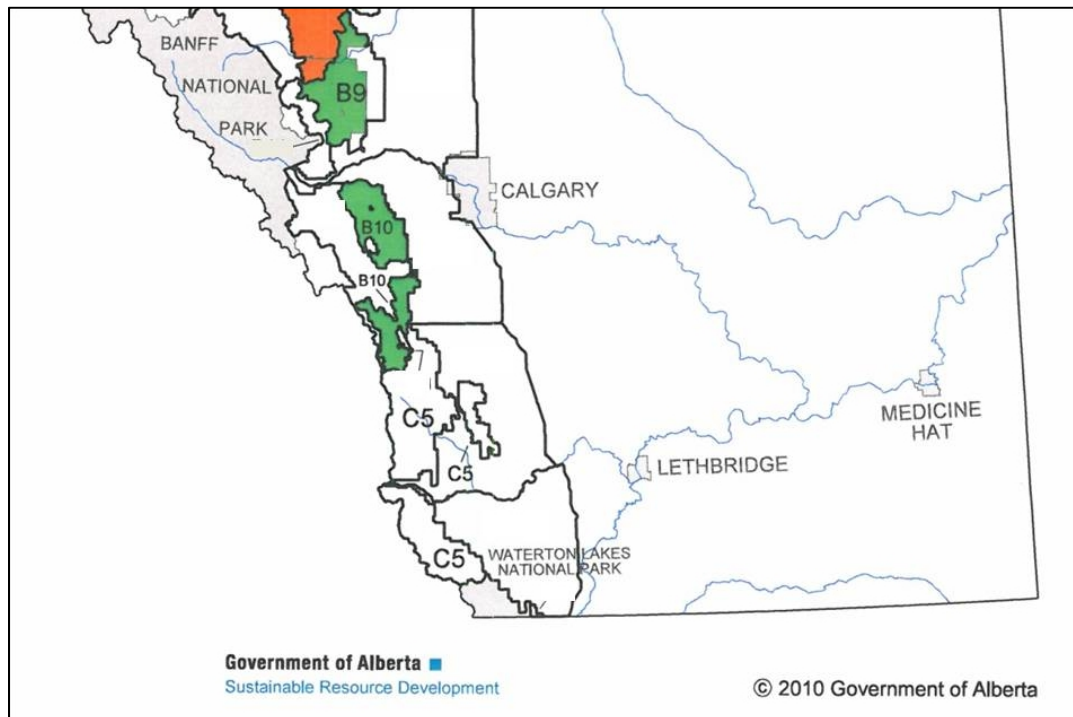 BANFF
NATIONAL
PARK
B9
CALGARY
B10
B10
C5
C5
MEDICINE
HAT
LETHBRIDGE
C5
WATERTON LAKES
NATIONAL PARK
Government of Alberta
Sustainable Resource Development
© 2010 Government of Alberta